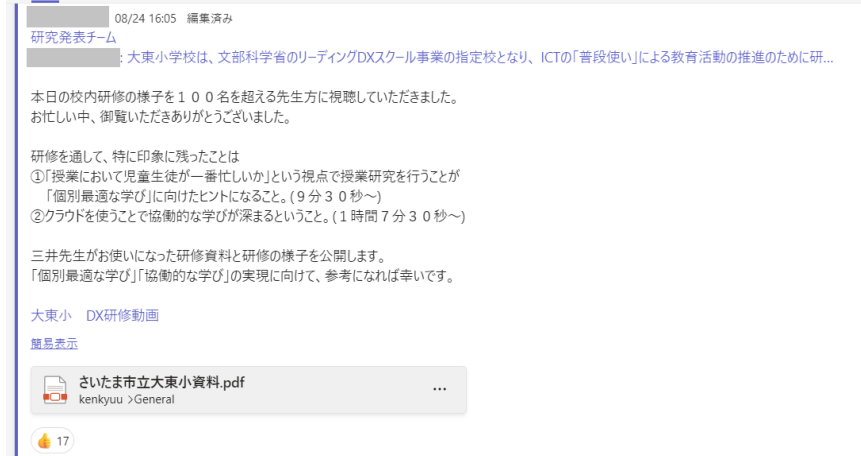 08/24 16:05 編集済み
研究発表チーム
: 大東小学校は、文部科学省のリーディングDXスクール事業の指定校となり、ICTの「普段使い」による教育活動の推進のために研...
本日の校内研修の様子を１００名を超える先生方に視聴していただきました。
お忙しい中、御覧いただきありがとうございました。
研修を通して、特に印象に残ったことは
①「授業において児童生徒が一番忙しいか」という視点で授業研究を行うことが
「個別最適な学び」に向けたヒントになること。(９分３０秒～)
②クラウドを使うことで協働的な学びが深まるということ。(１時間７分３０秒～)
三井先生がお使いになった研修資料と研修の様子を公開します。
「個別最適な学び」「協働的な学び」の実現に向けて、参考になれば幸いです。
大東小　DX研修動画
簡易表示
さいたま市立大東小資料.pdf
kenkyuu >General
17